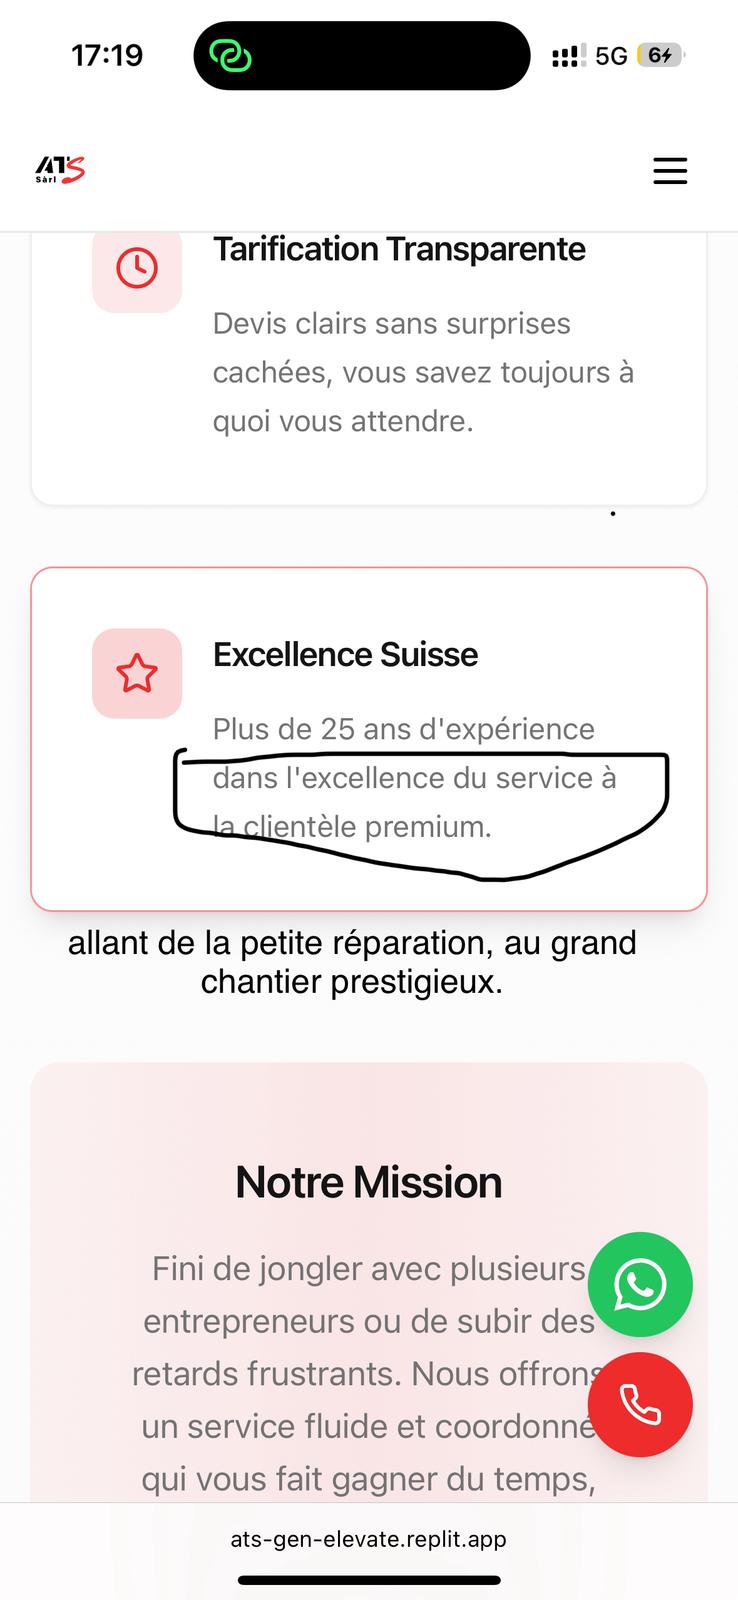 17:19
5G
6
ATS
Sàrl
Tarification Transparente
Devis clairs sans surprises
cachées, vous savez toujours à
quoi vous attendre.
Excellence Suisse
Plus de 25 ans d'expérience
dans l'excellence du service à
la clientèle premium.
allant de la petite réparation, au grand
chantier prestigieux.
Notre Mission
Fini de jongler avec plusieurs
entrepreneurs ou de subir des
retards frustrants. Nous offrons
un service fluide et coordonné
qui vous fait gagner du temps,
ats-gen-elevate.replit.app